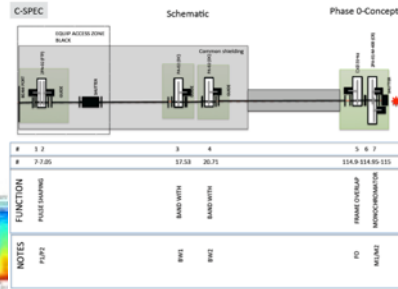 C-SPEC
Schematic
Phase 0-Concept
EQUIP ACCESS ZONE
BLACK
Common shielding
# 1 2 3 4 5 6 7
# 7-7.05 17.53 20.71 114.9-114.95-115
FUNCTION
PULSE SHAPING
BAND WITH
BAND WITH
FRAME OVERLAP
MONOCHROMATOR
NOTES
P1/P2
BW1
BW2
FO
M1/M2